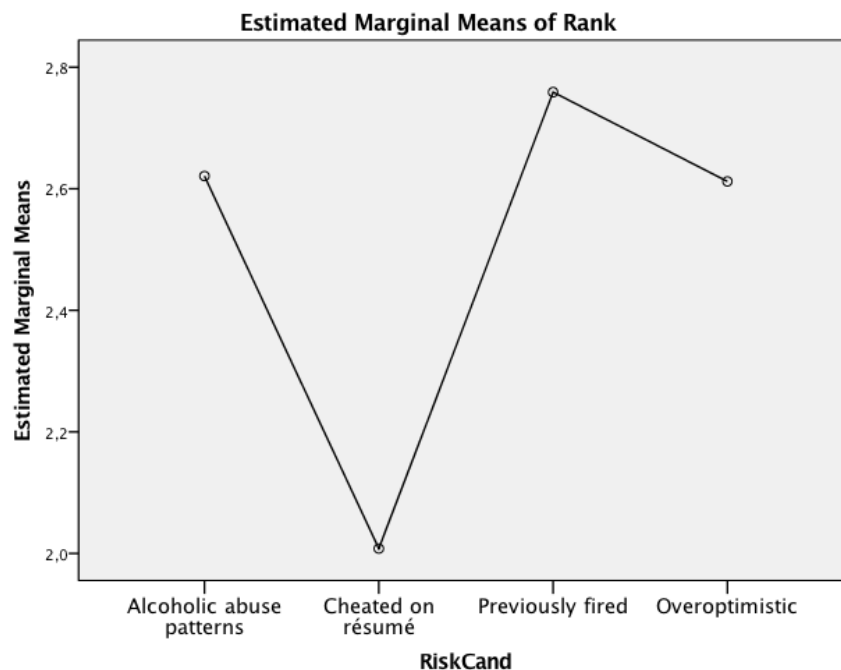 Estimated Marginal Means of Rank
Estimated Marginal Means
2,8
2,6
2,4
2,2
2,0
Alcoholic abuse
patterns
Cheated on
résumé
Previously fired
Overoptimistic
RiskCand